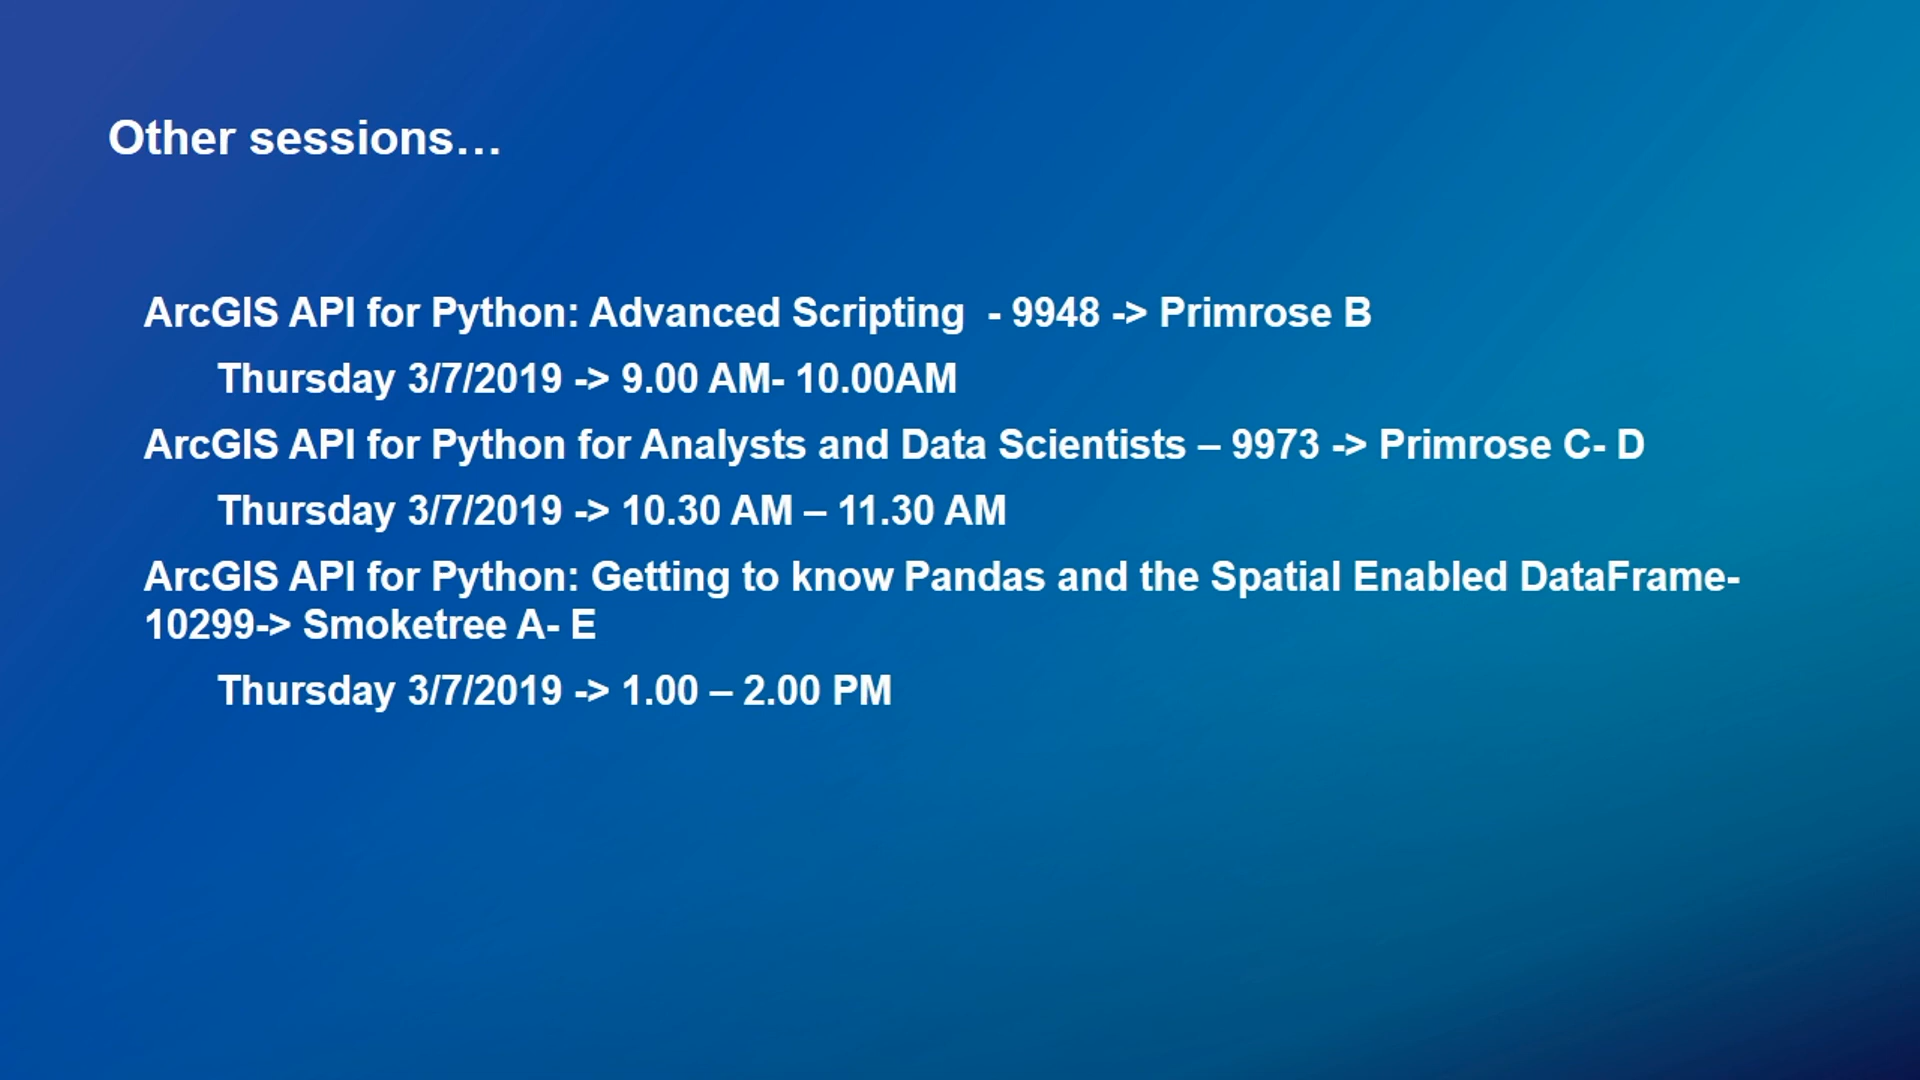 Other sessions…
ArcGIS API for Python: Advanced Scripting  - 9948 -> Primrose B
Thursday 3/7/2019 -> 9.00 AM- 10.00AM
ArcGIS API for Python for Analysts and Data Scientists – 9973 -> Primrose C- D
Thursday 3/7/2019 -> 10.30 AM – 11.30 AM
ArcGIS API for Python: Getting to know Pandas and the Spatial Enabled DataFrame-
10299-> Smoketree A- E
Thursday 3/7/2019 -> 1.00 – 2.00 PM